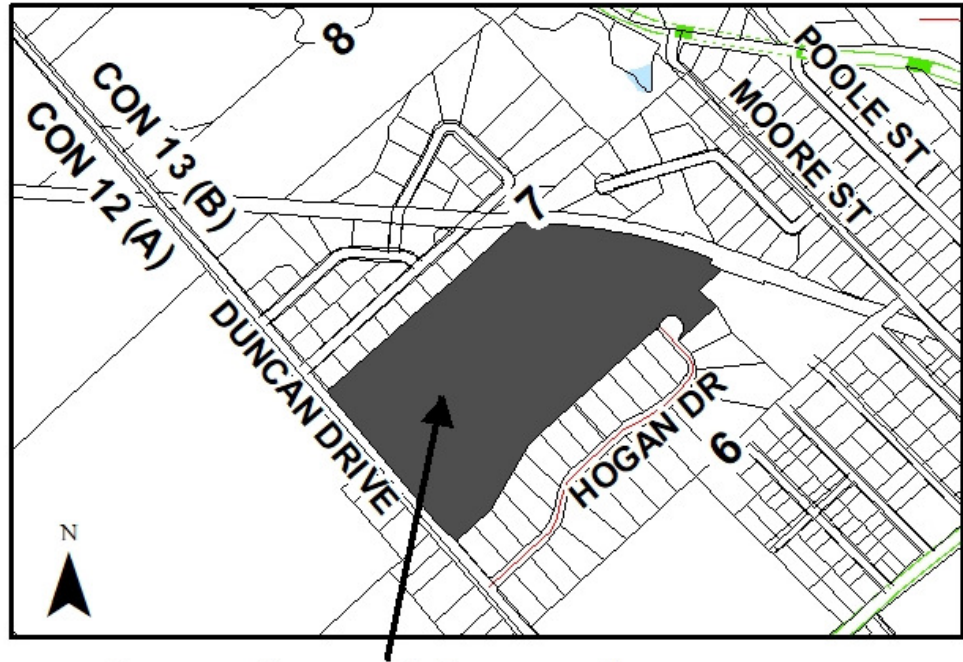 8
POOLE ST
CON 13 (B)
MOORE ST
CON 12 (A)
7
DUNCAN DRIVE
HOGAN DR
6
N